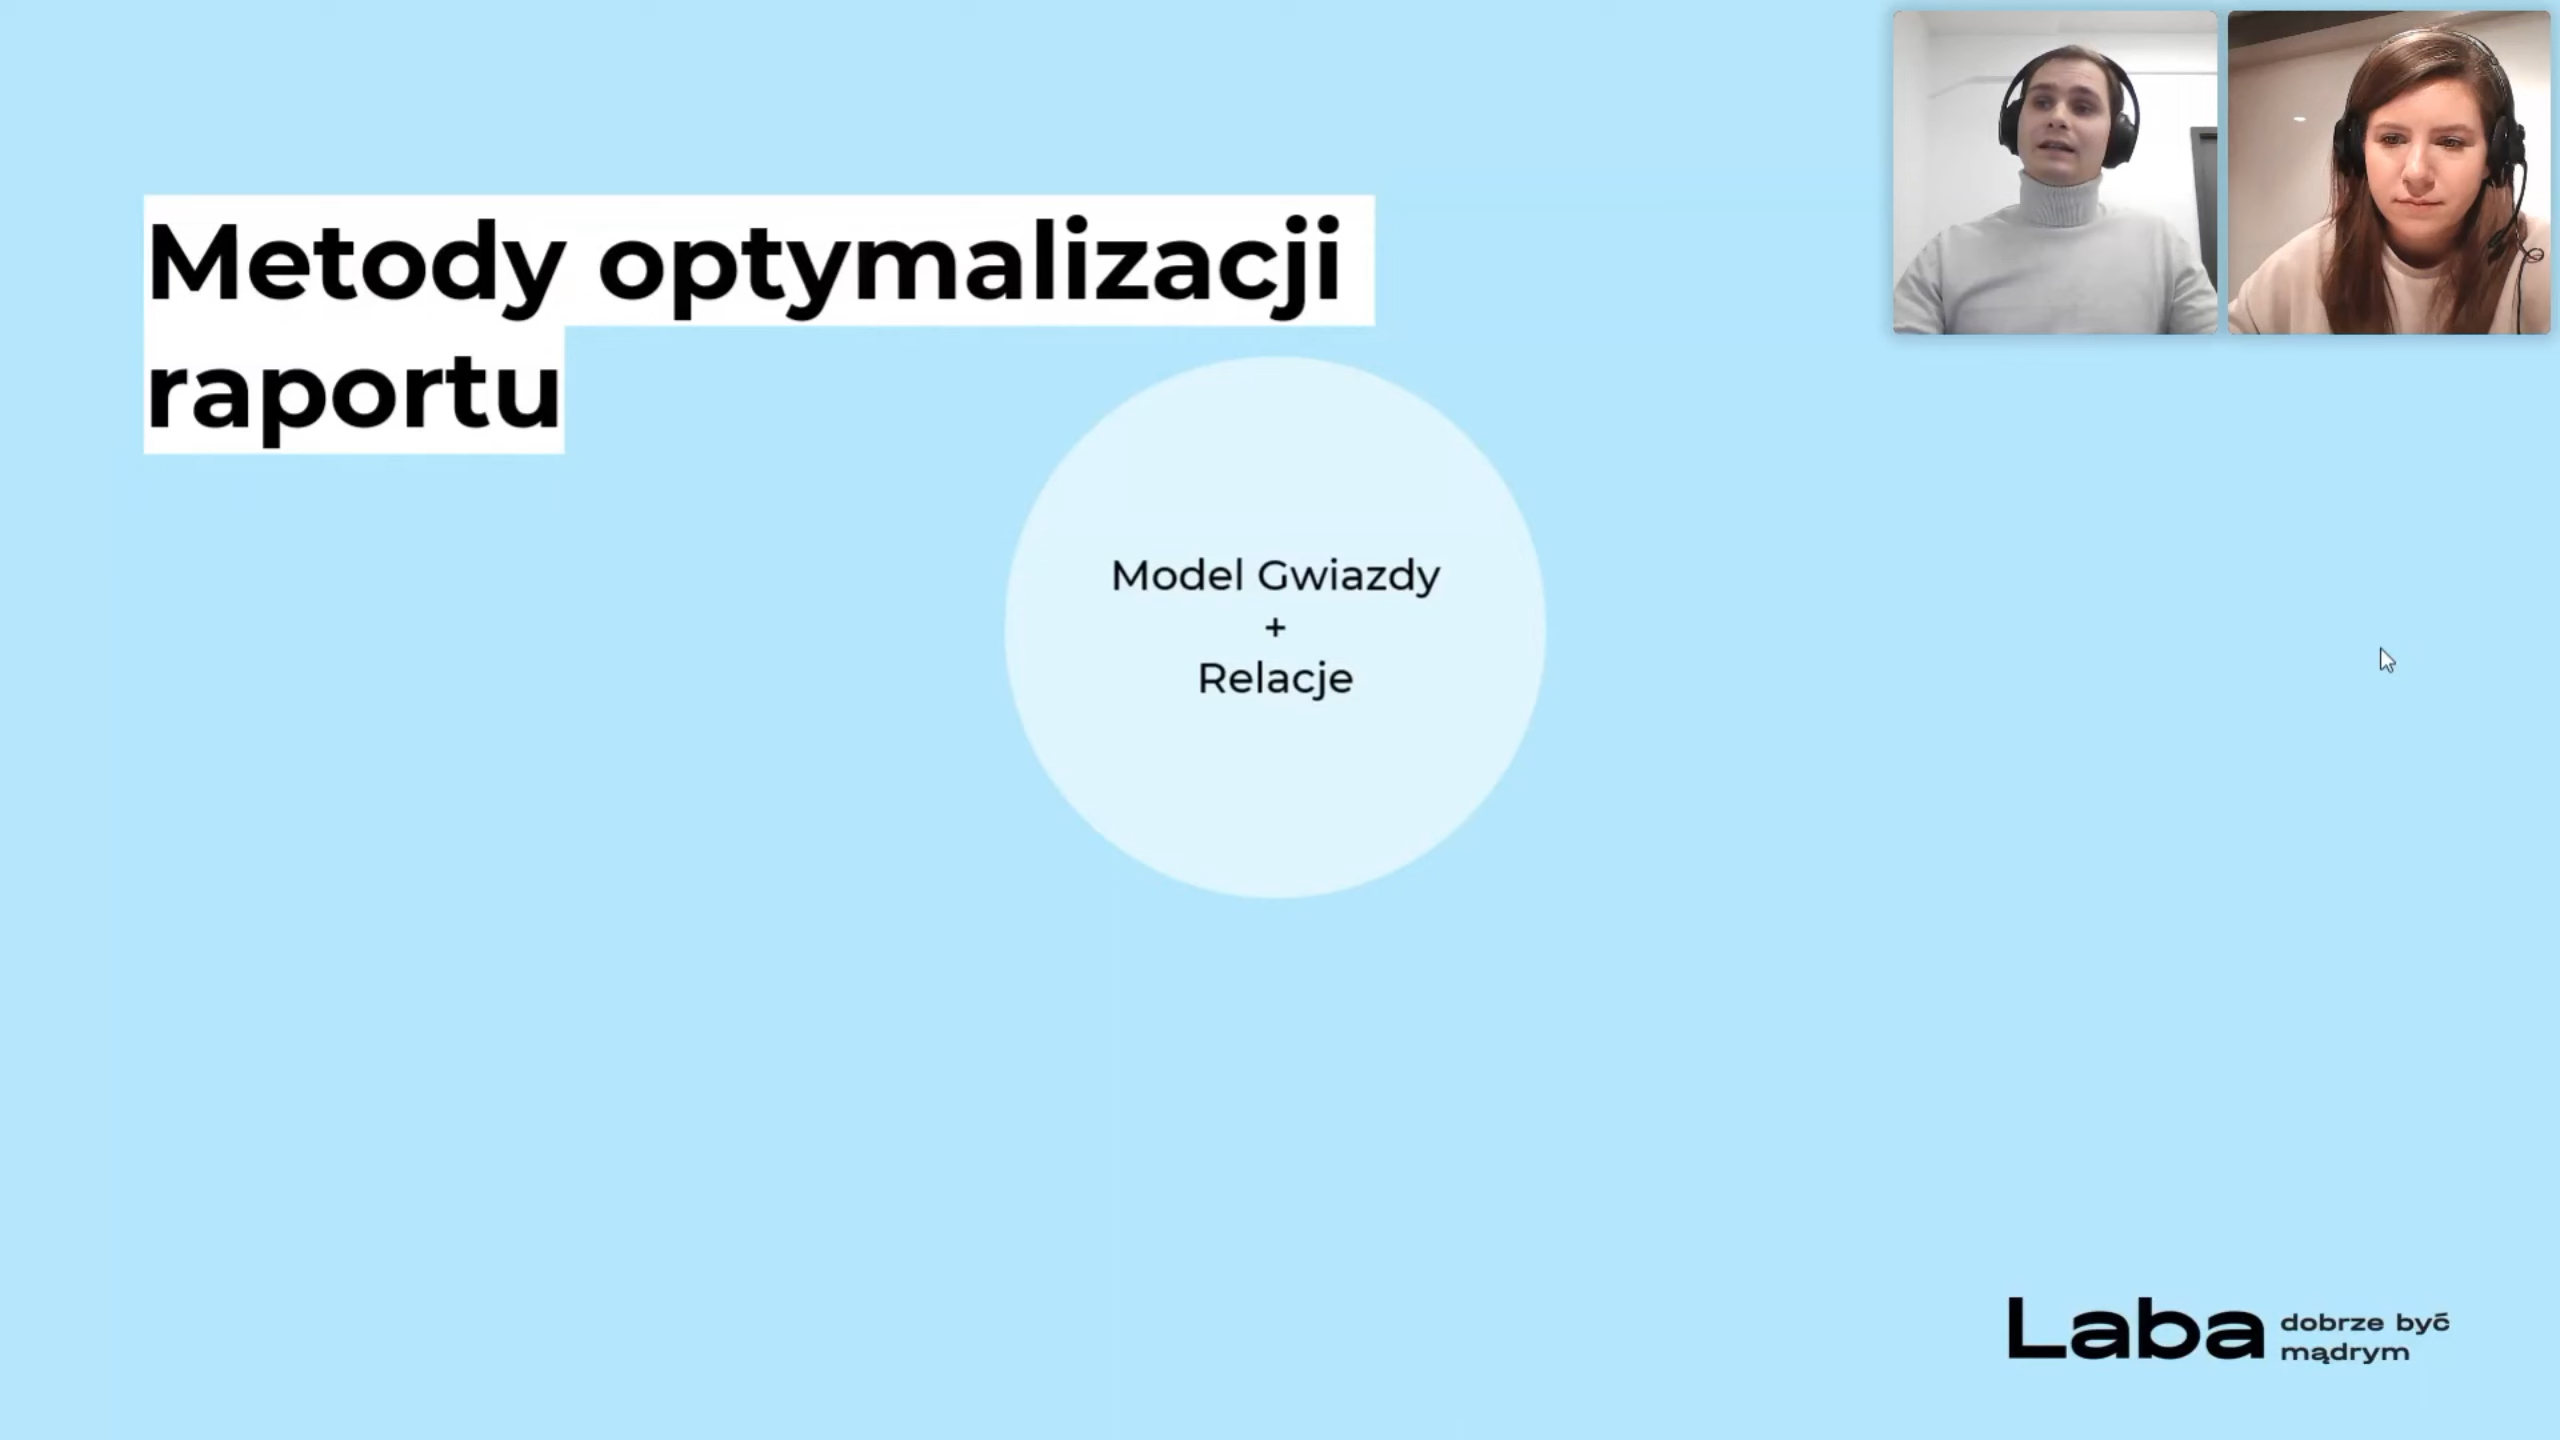 Metody optymalizacji
raportu
Model Gwiazdy
+
Relacje
Laba
dobrze być
mądrym